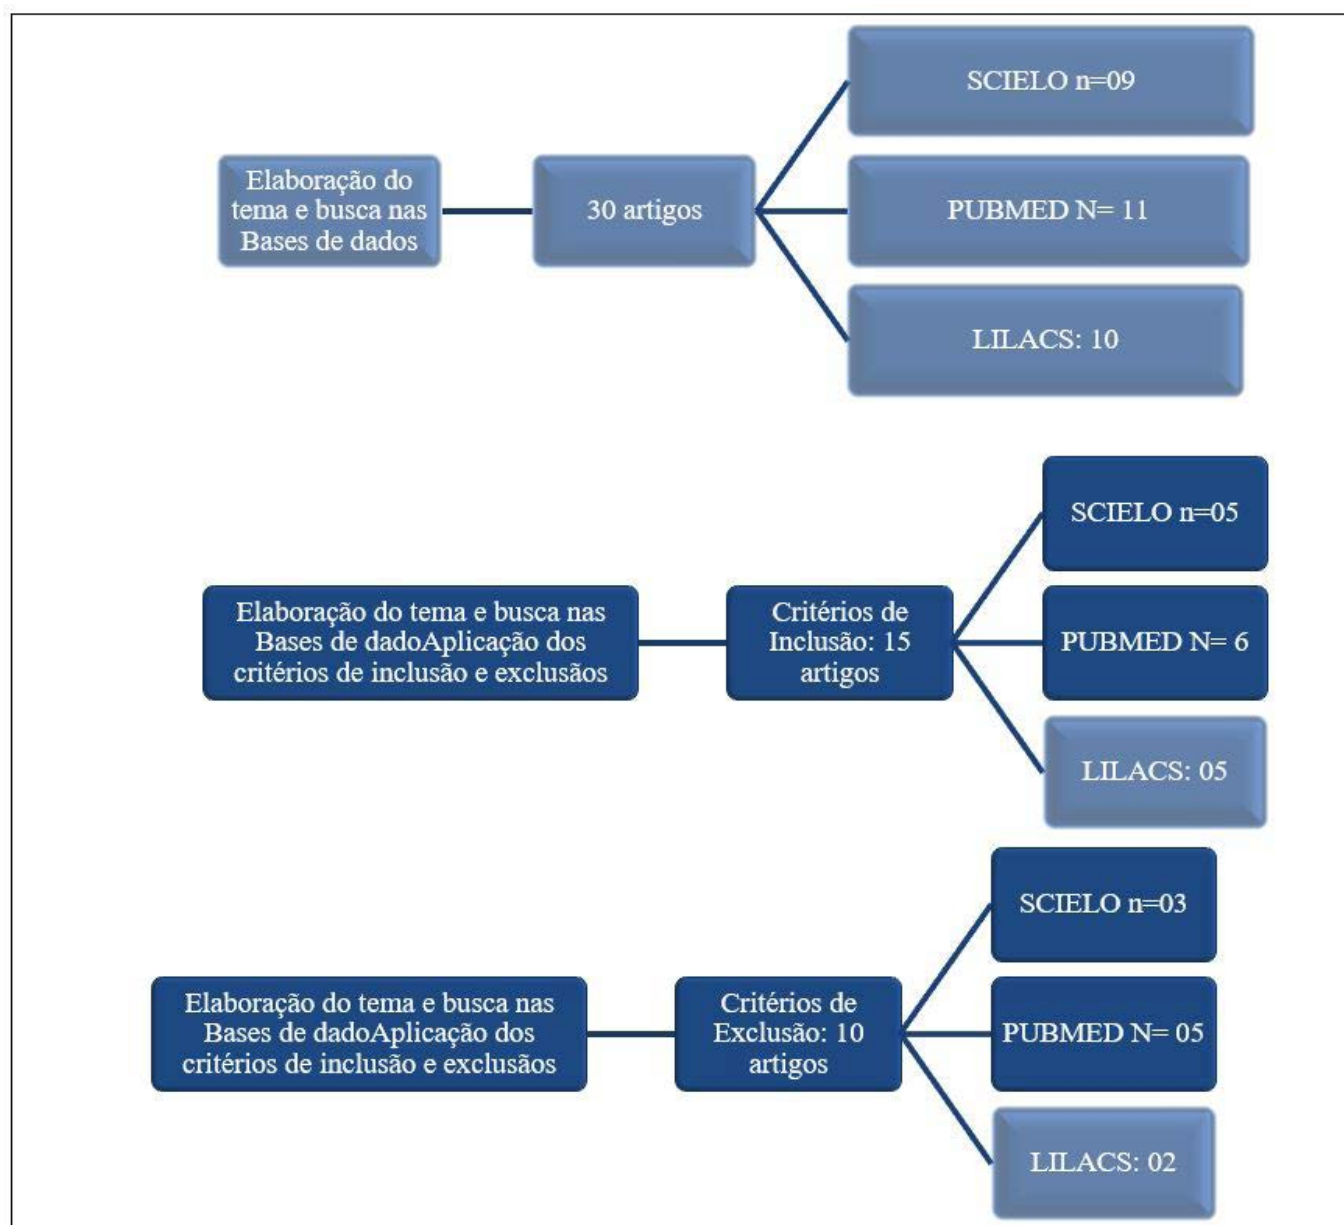 Elaboração do
tema e busca nas
Bases de dados
30 artigos
SCIELO n=09
PUBMED N= 11
LILACS: 10
Elaboração do tema e busca nas
Bases de dadoAplicação dos
critérios de inclusão e exclusãos
Critérios de
Inclusão: 15
artigos
SCIELO n=05
PUBMED N= 6
LILACS: 05
Elaboração do tema e busca nas
Bases de dadoAplicação dos
critérios de inclusão e exclusãos
Critérios de
Exclusão: 10
artigos
SCIELO n=03
PUBMED N= 05
LILACS: 02